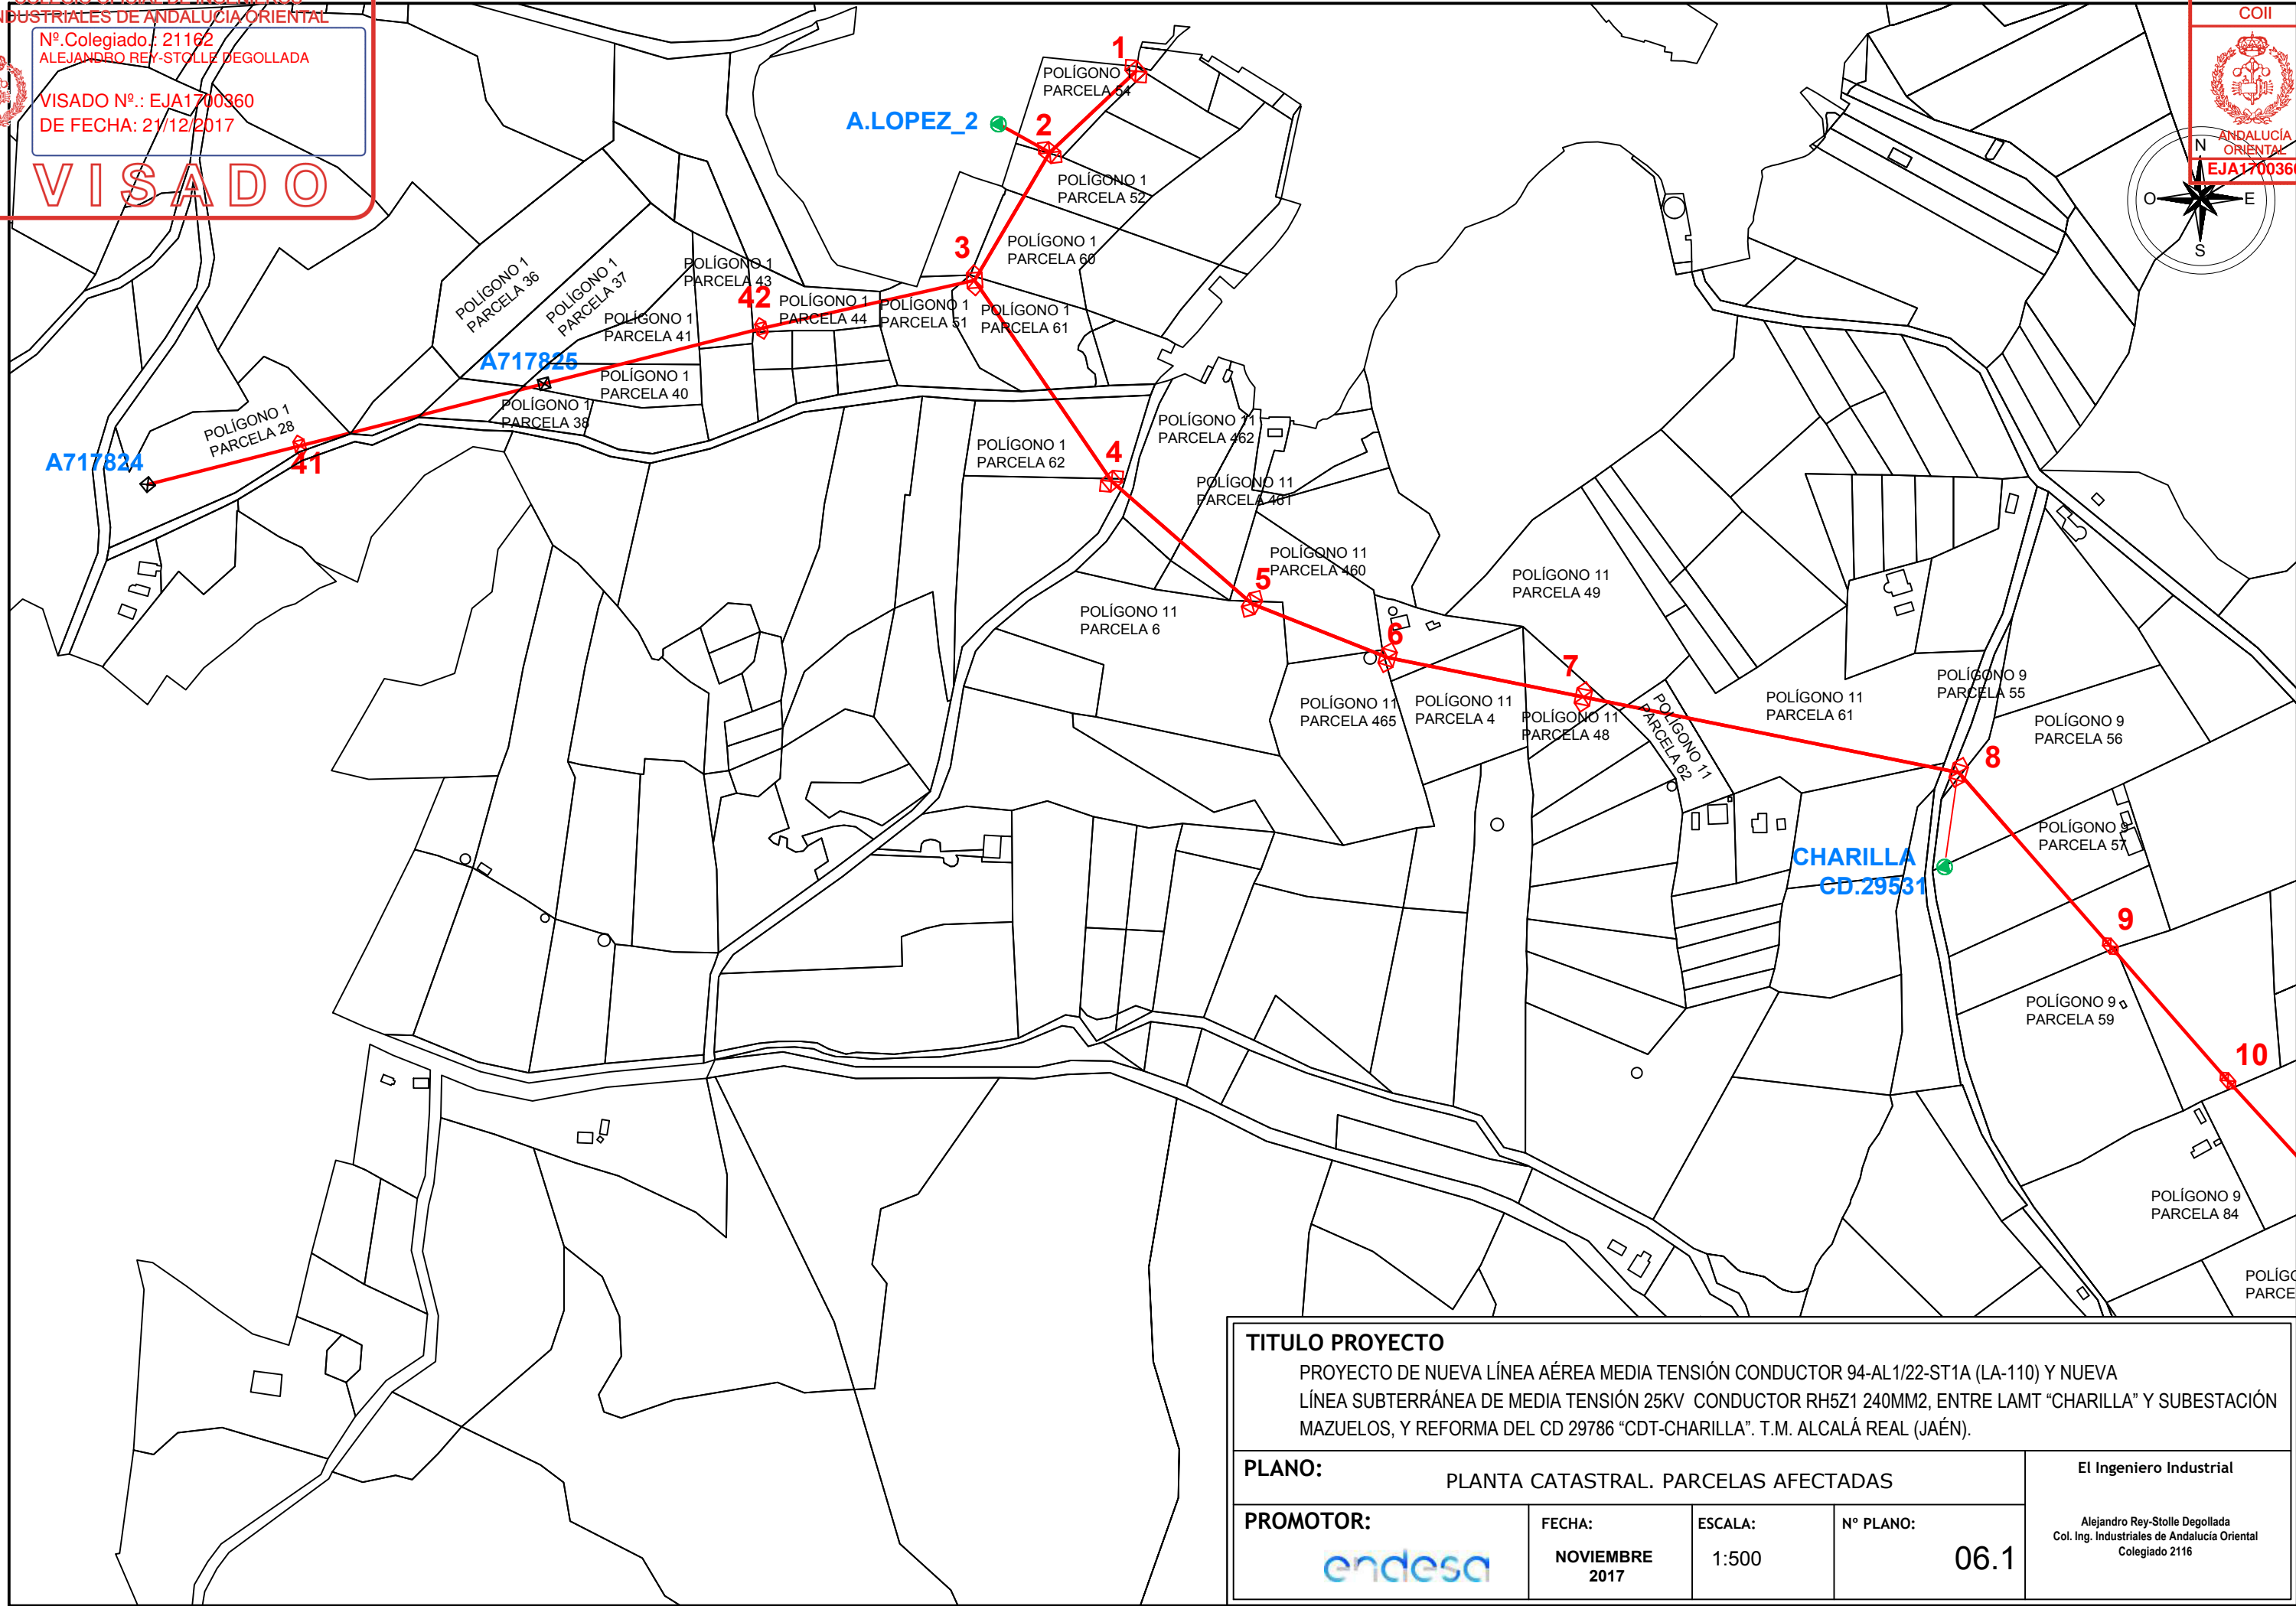 COLEGIO OFICIAL DE INGENIEROS
INDUSTRIALES DE ANDALUCÍA ORIENTAL
Nº.Colegiado.: 21162
ALEJANDRO REY-STOLLE DEGOLLADA
VISADO Nº.: EJA1700360
DE FECHA: 21/12/2017
VISADO
COII
ANDALUCÍA
ORIENTAL
EJA1700360
N
O
E
S
1
POLÍGONO
PARCELA 54
A.LOPEZ_2
2
POLÍGONO 1
PARCELA 52
3
POLÍGONO 1
PARCELA 60
POLÍGONO 1
PARCELA 36
POLÍGONO 1
PARCELA 37
POLÍGONO 1
PARCELA 43
42
POLÍGONO 1
PARCELA 44
POLÍGONO 1
PARCELA 51
POLÍGONO 1
PARCELA 61
POLÍGONO 1
PARCELA 41
A717825
POLÍGONO 1
PARCELA 40
POLÍGONO 1
PARCELA 38
POLÍGONO 1
PARCELA 28
A717824
41
POLÍGONO 1
PARCELA 62
4
POLÍGONO 11
PARCELA 462
POLÍGONO 11
PARCELA 461
POLÍGONO 11
PARCELA 460
5
POLÍGONO 11
PARCELA 6
6
POLÍGONO 11
PARCELA 49
7
POLÍGONO 11
PARCELA 465
POLÍGONO 11
PARCELA 4
POLÍGONO 11
PARCELA 48
POLÍGONO 11
PARCELA 62
POLÍGONO 11
PARCELA 61
POLÍGONO 9
PARCELA 55
POLÍGONO 9
PARCELA 56
8
POLÍGONO 9
PARCELA 57
CHARILLA
CD.29531
9
POLÍGONO 9
PARCELA 59
10
POLÍGONO 9
PARCELA 84
POLÍGO
PARCE
TITULO PROYECTO
PROYECTO DE NUEVA LÍNEA AÉREA MEDIA TENSIÓN CONDUCTOR 94-AL1/22-ST1A (LA-110) Y NUEVA
LÍNEA SUBTERRÁNEA DE MEDIA TENSIÓN 25KV CONDUCTOR RH5Z1 240MM2, ENTRE LAMT “CHARILLA” Y SUBESTACIÓN
MAZUELOS, Y REFORMA DEL CD 29786 “CDT-CHARILLA”. T.M. ALCALÁ REAL (JAÉN).
PLANO:
PLANTA CATASTRAL. PARCELAS AFECTADAS
El Ingeniero Industrial
Alejandro Rey-Stolle Degollada
Col. Ing. Industriales de Andalucía Oriental
Colegiado 2116
PROMOTOR:
endesa
FECHA:
NOVIEMBRE
2017
ESCALA:
1:500
Nº PLANO:
06.1